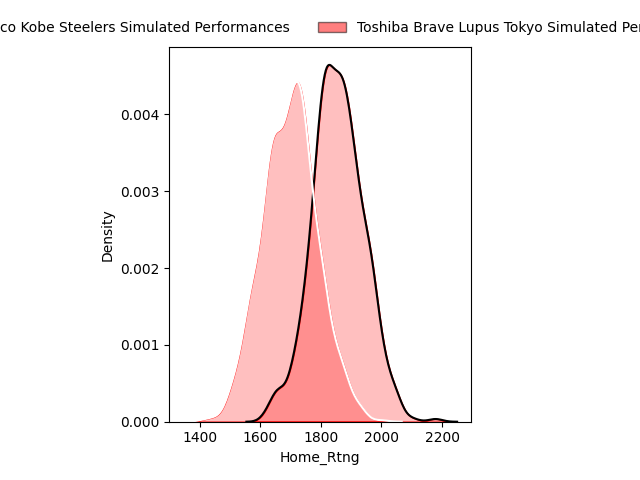 co Kobe Steelers Simulated Performances
Toshiba Brave Lupus Tokyo Simulated Per
0.004
0.003
0.002
0.001
0.000
Density
1400 1600 1800 2000 2200
Home_Rtng